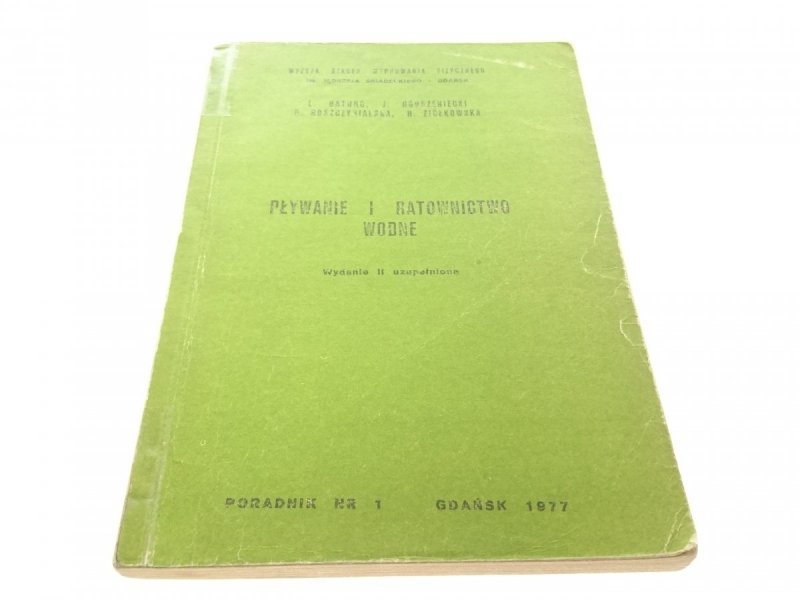 WYŻSZA SZKOŁA WYCHOWANIA FIZYCZNEGO
IM. JĘDRZEJA ŚNIADECKIEGO - GDAŃSK
R. ZIÓŁKOWSKA
PŁYWANIE I RATOWNICTWO
WODNE
Wydanie II uzupełnione
PORADNIK NR 1 GDAŃSK 1977